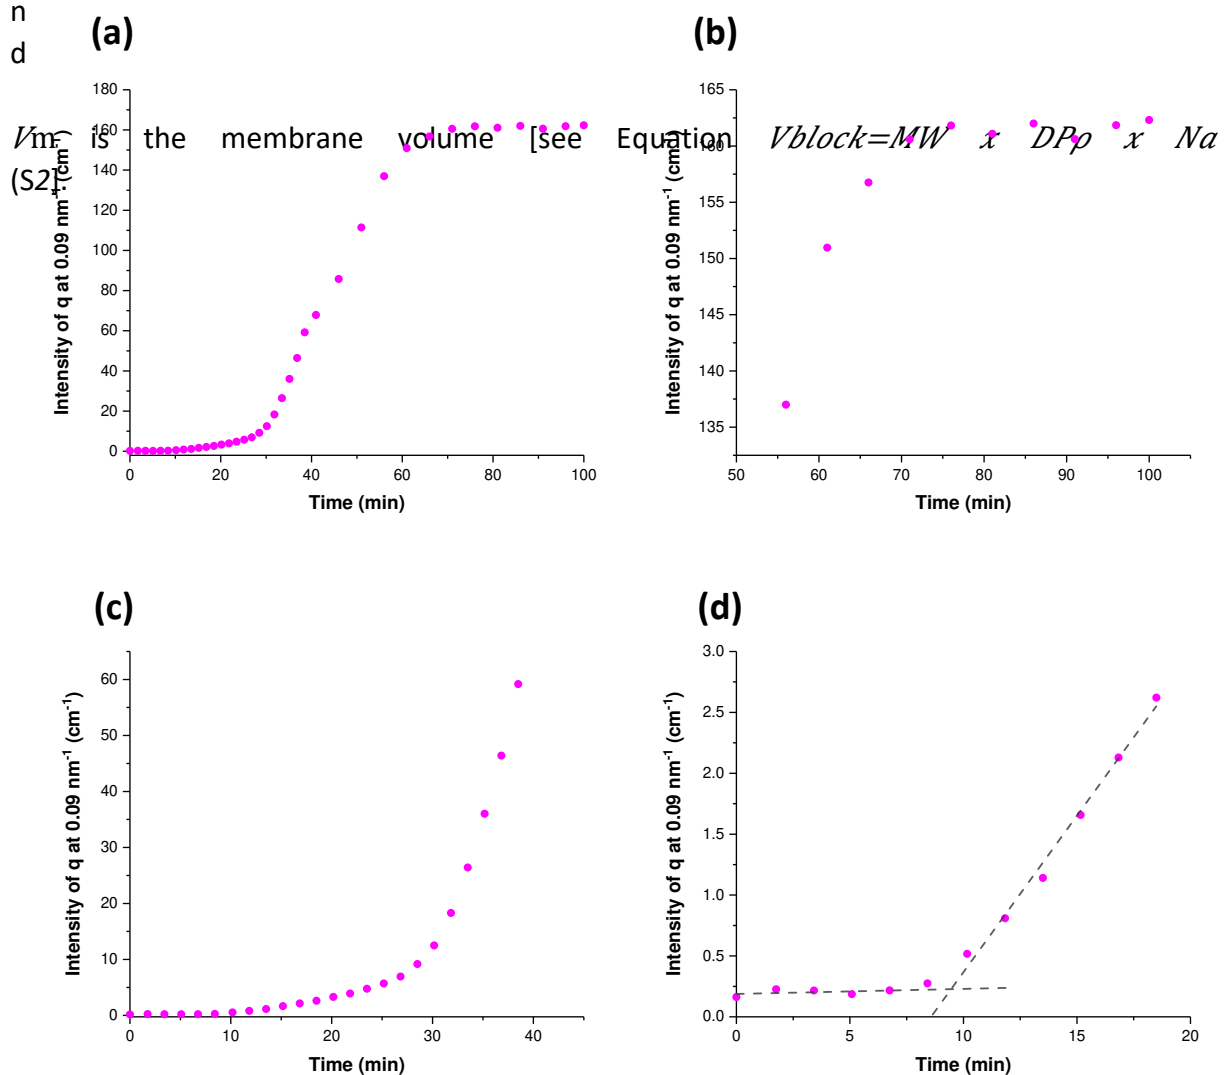 n
d
(a)
(b)
Vm is the membrane volume [see Equation Vblock=MW x DPp x Na
(S2].
180
160
140
120
100
80
60
40
20
0
Intensity of q at 0.09 nm⁻¹ (cm⁻¹)
0 20 40 60 80 100
Time (min)
165
160
155
150
145
140
135
Intensity of q at 0.09 nm⁻¹ (cm⁻¹)
50 60 70 80 90 100
Time (min)
(c)
(d)
60
50
40
30
20
10
0
Intensity of q at 0.09 nm⁻¹ (cm⁻¹)
0 10 20 30 40
Time (min)
3.0
2.5
2.0
1.5
1.0
0.5
0.0
Intensity of q at 0.09 nm⁻¹ (cm⁻¹)
0 5 10 15 20
Time (min)